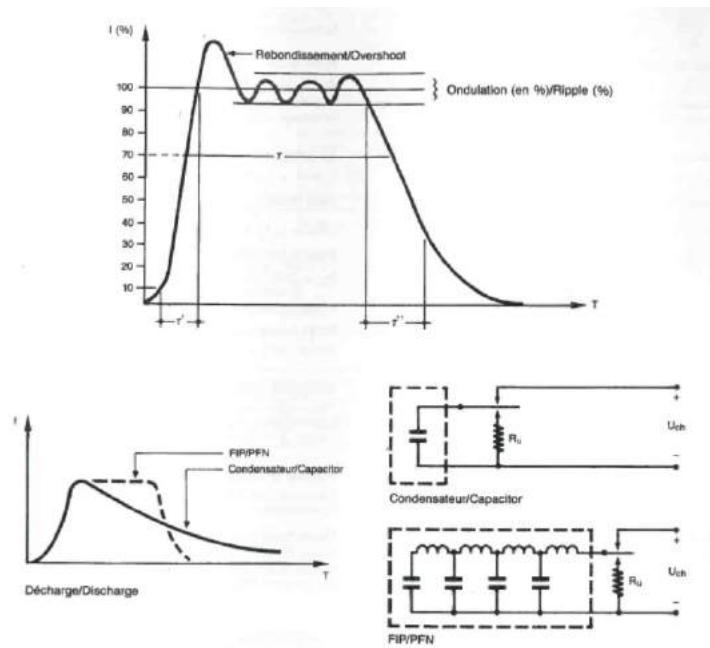 I (%)
Rebondissement/Overshoot
100
Ondulation (en %)/Ripple (%)
90
80
70
τ
60
50
40
30
20
10
T
τ'
τ''
I
FIP/PFN
Condensateur/Capacitor
T
Décharge/Discharge
+
Uch
Ru
−
Condensateur/Capacitor
+
Uch
Ru
−
FIP/PFN